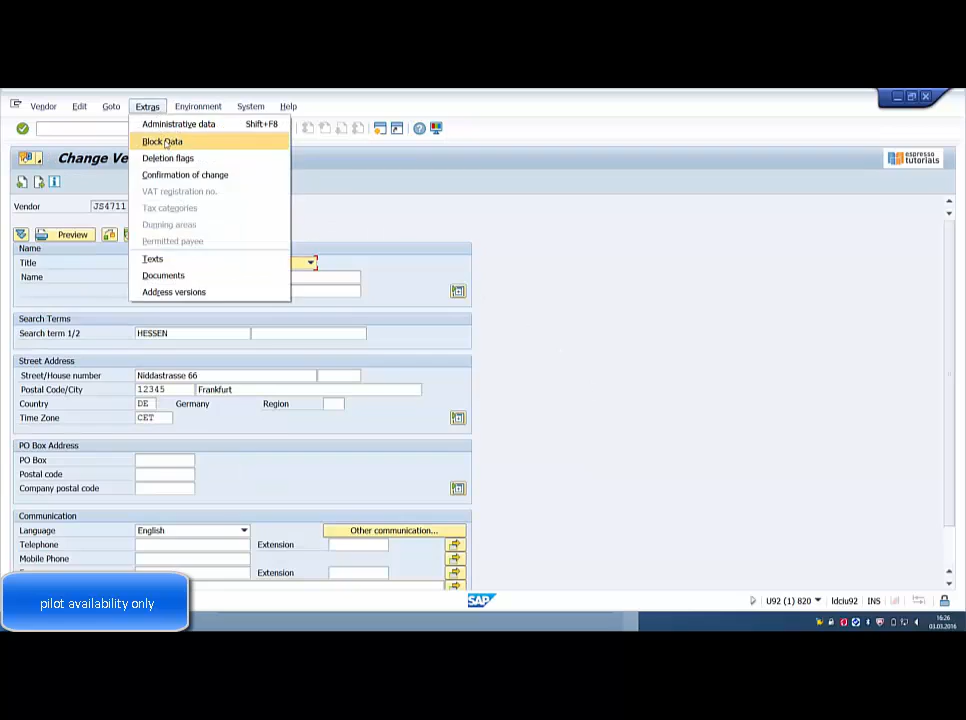 Vendor Edit Goto Extras Environment System Help
Administrative data Shift+F8
Block Data
Change Ve
espresso
tutorials
Deletion flags
Confirmation of change
VAT registration no.
Vendor JS4711
Tax categories
Dunning areas
Preview
Permitted payee
Name
Texts
Title
Name
Documents
Address versions
Search Terms
Search term 1/2 HESSEN
Street Address
Street/House number Niddastrasse 66
Postal Code/City 12345 Frankfurt
Country DE Germany Region
Time Zone CET
PO Box Address
PO Box
Postal code
Company postal code
Communication
Language English Other communication...
Telephone Extension
Mobile Phone
Extension
pilot availability only
SAP
U92 (1) 820 ldciu92 INS
16:26
03.03.2016